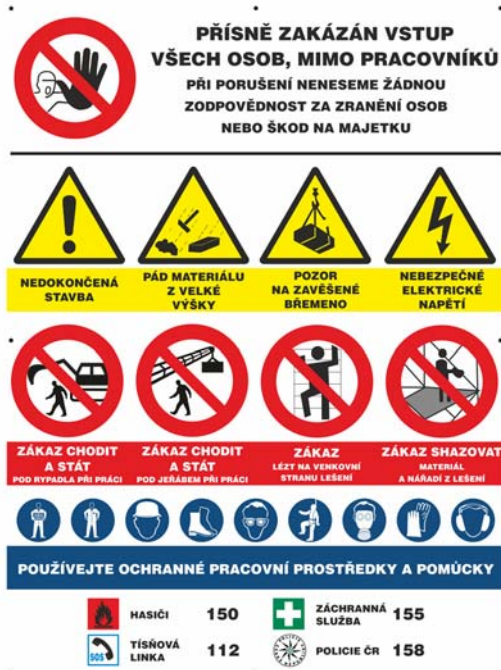 PŘÍSNĚ ZAKÁZÁN VSTUP
VŠECH OSOB, MIMO PRACOVNÍKŮ
PŘI PORUŠENÍ NENESEME ŽÁDNOU
ZODPOVĚDNOST ZA ZRANĚNÍ OSOB
NEBO ŠKOD NA MAJETKU
NEDOKONČENÁ
STAVBA
PÁD MATERIÁLU
Z VELKÉ
VÝŠKY
POZOR
NA ZAVĚŠENÉ
BŘEMENO
NEBEZPEČNÉ
ELEKTRICKÉ
NAPĚTÍ
ZÁKAZ CHODIT
A STÁT
POD RYPADLA PŘI PRÁCI
ZÁKAZ CHODIT
A STÁT
POD JEŘÁBEM PŘI PRÁCI
ZÁKAZ
LÉZT NA VENKOVNÍ
STRANU LEŠENÍ
ZÁKAZ SHAZOVAT
MATERIÁL
A NÁŘADÍ Z LEŠENÍ
POUŽÍVEJTE OCHRANNÉ PRACOVNÍ PROSTŘEDKY A POMŮCKY
HASIČI 150
ZÁCHRANNÁ
SLUŽBA 155
SOS
TÍSŇOVÁ
LINKA 112
POLICIE ČR 158